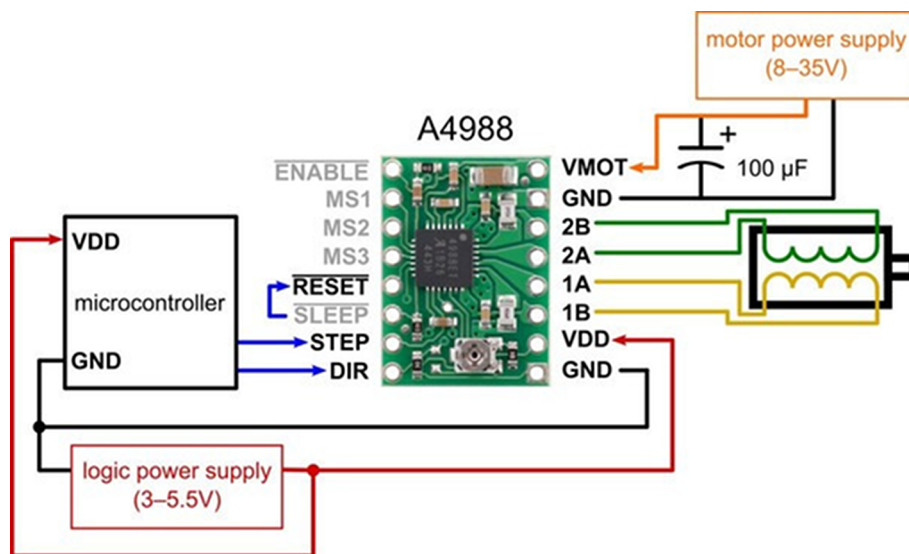 motor power supply
(8–35V)
A4988
+
100 µF
ENABLE
MS1
MS2
MS3
RESET
SLEEP
STEP
DIR
VMOT
GND
2B
2A
1A
1B
VDD
GND
VDD
microcontroller
GND
logic power supply
(3–5.5V)